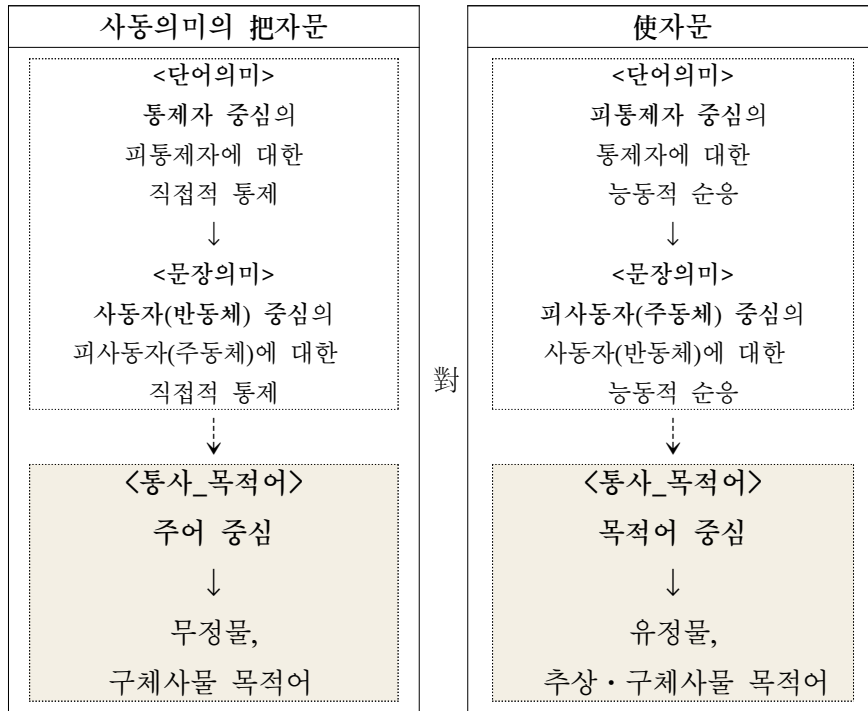 사동의미의 把자문
<단어의미>
통제자 중심의
피통제자에 대한
직접적 통제
↓
<문장의미>
사동자(반동체) 중심의
피사동자(주동체)에 대한
직접적 통제
<통사_목적어>
주어 중심
↓
무정물,
구체사물 목적어
對
使자문
<단어의미>
피통제자 중심의
통제자에 대한
능동적 순응
↓
<문장의미>
피사동자(주동체) 중심의
사동자(반동체)에 대한
능동적 순응
<통사_목적어>
목적어 중심
↓
유정물,
추상・구체사물 목적어